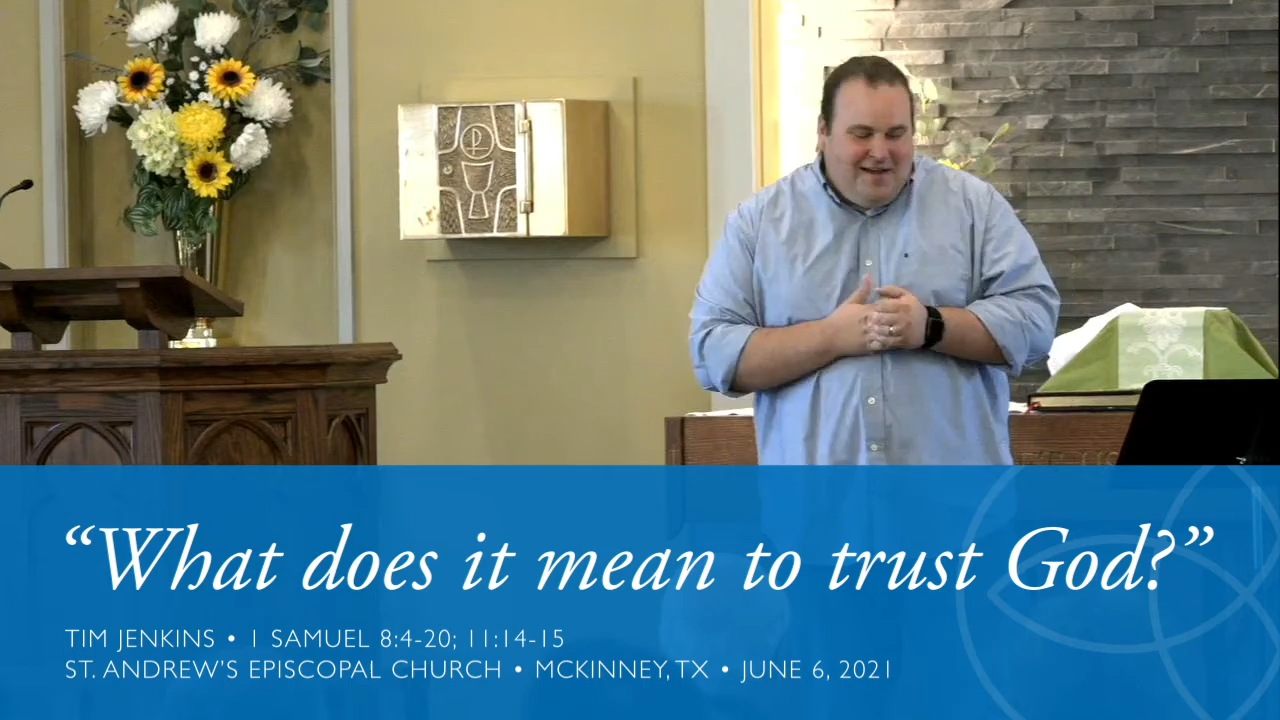 “What does it mean to trust God?”
TIM JENKINS • 1 SAMUEL 8:4-20; 11:14-15
ST. ANDREW’S EPISCOPAL CHURCH • MCKINNEY, TX • JUNE 6, 2021